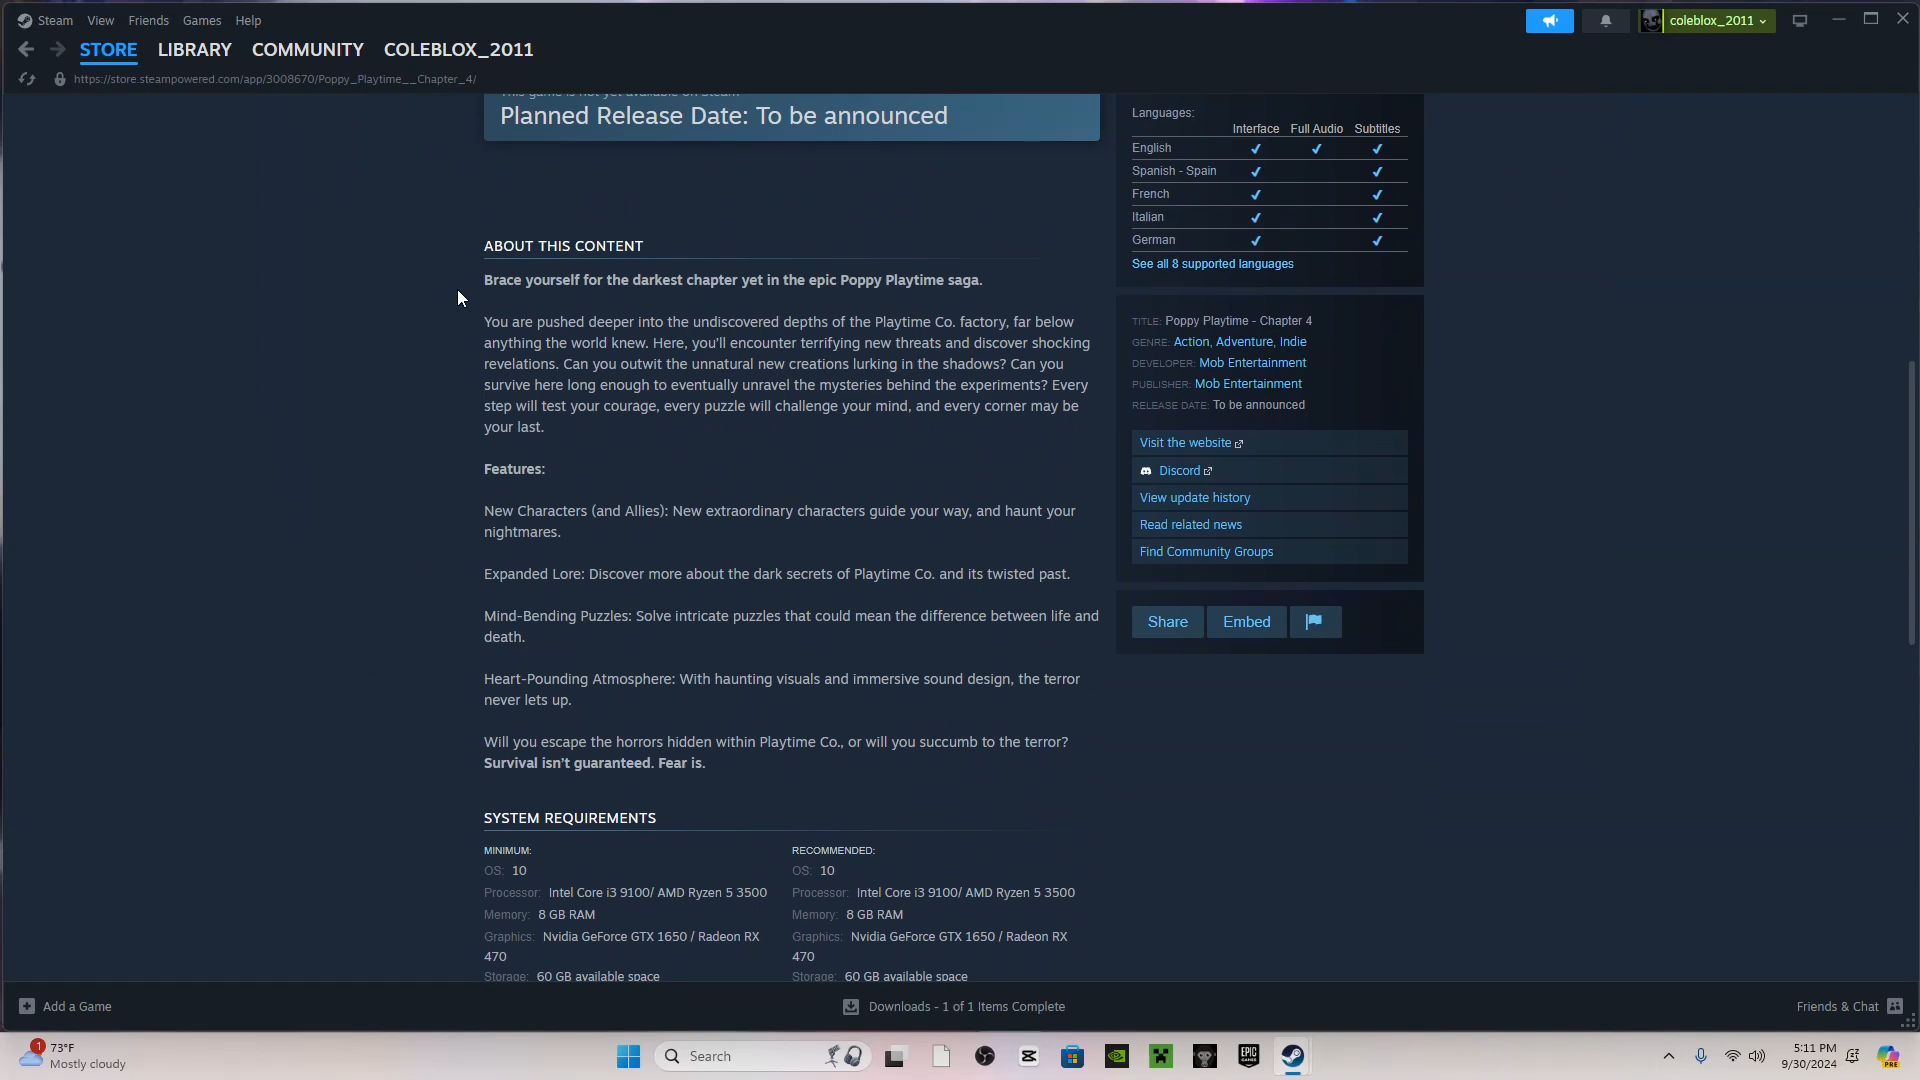 Steam View Friends Games Help
coleblox_2011
STORE LIBRARY COMMUNITY COLEBLOX_2011
https://store.steampowered.com/app/3008670/Poppy_Playtime__Chapter_4/
This game is not yet available on Steam
Planned Release Date: To be announced
ABOUT THIS CONTENT
Brace yourself for the darkest chapter yet in the epic Poppy Playtime saga.
You are pushed deeper into the undiscovered depths of the Playtime Co. factory, far below
anything the world knew. Here, you’ll encounter terrifying new threats and discover shocking
revelations. Can you outwit the unnatural new creations lurking in the shadows? Can you
survive here long enough to eventually unravel the mysteries behind the experiments? Every
step will test your courage, every puzzle will challenge your mind, and every corner may be
your last.
Features:
New Characters (and Allies): New extraordinary characters guide your way, and haunt your
nightmares.
Expanded Lore: Discover more about the dark secrets of Playtime Co. and its twisted past.
Mind-Bending Puzzles: Solve intricate puzzles that could mean the difference between life and
death.
Heart-Pounding Atmosphere: With haunting visuals and immersive sound design, the terror
never lets up.
Will you escape the horrors hidden within Playtime Co., or will you succumb to the terror?
Survival isn’t guaranteed. Fear is.
SYSTEM REQUIREMENTS
MINIMUM:
OS: 10
Processor: Intel Core i3 9100/ AMD Ryzen 5 3500
Memory: 8 GB RAM
Graphics: Nvidia GeForce GTX 1650 / Radeon RX
470
Storage: 60 GB available space
RECOMMENDED:
OS: 10
Processor: Intel Core i3 9100/ AMD Ryzen 5 3500
Memory: 8 GB RAM
Graphics: Nvidia GeForce GTX 1650 / Radeon RX
470
Storage: 60 GB available space
Languages:
Interface Full Audio Subtitles
English ✔ ✔ ✔
Spanish - Spain ✔ ✔
French ✔ ✔
Italian ✔ ✔
German ✔ ✔
See all 8 supported languages
TITLE: Poppy Playtime - Chapter 4
GENRE: Action, Adventure, Indie
DEVELOPER: Mob Entertainment
PUBLISHER: Mob Entertainment
RELEASE DATE: To be announced
Visit the website
Discord
View update history
Read related news
Find Community Groups
Share Embed
Add a Game
Downloads - 1 of 1 Items Complete
Friends & Chat
1
73°F
Mostly cloudy
Search
EPIC
GAMES
5:11 PM
9/30/2024
PRE